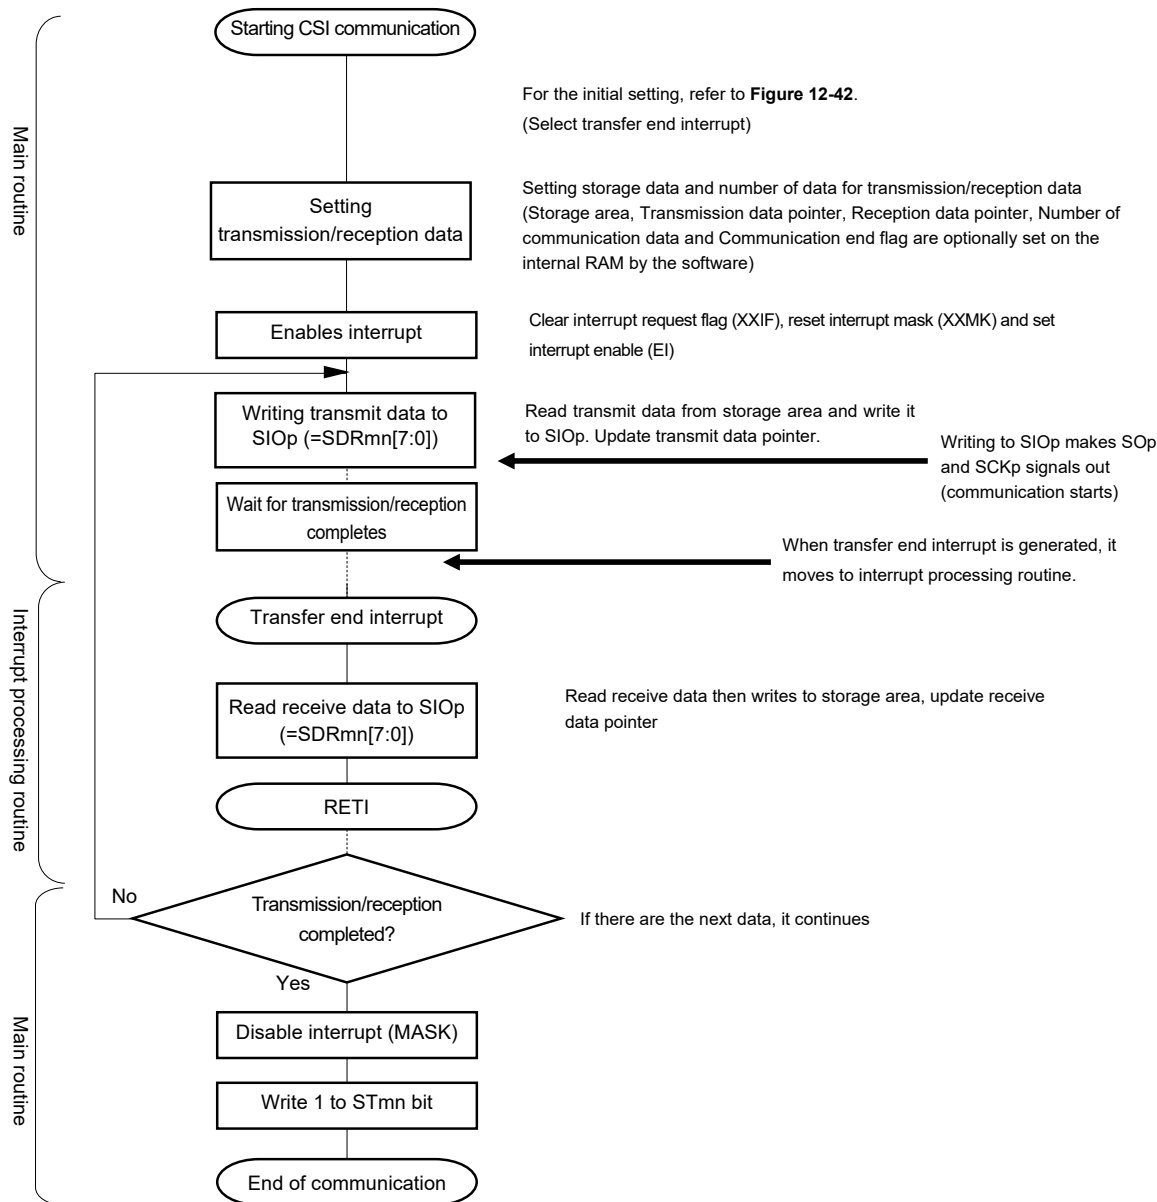 Starting CSI communication
For the initial setting, refer to Figure 12-42.
(Select transfer end interrupt)
Main routine
Setting
transmission/reception data
Setting storage data and number of data for transmission/reception data
(Storage area, Transmission data pointer, Reception data pointer, Number of
communication data and Communication end flag are optionally set on the
internal RAM by the software)
Enables interrupt
Clear interrupt request flag (XXIF), reset interrupt mask (XXMK) and set
interrupt enable (EI)
Writing transmit data to
SIOp (=SDRmn[7:0])
Read transmit data from storage area and write it
to SIOp. Update transmit data pointer.
Writing to SIOp makes SOp
and SCKp signals out
(communication starts)
Wait for transmission/reception
completes
When transfer end interrupt is generated, it
moves to interrupt processing routine.
Interrupt processing routine
Transfer end interrupt
Read receive data to SIOp
(=SDRmn[7:0])
Read receive data then writes to storage area, update receive
data pointer
RETI
No
Transmission/reception
completed?
If there are the next data, it continues
Yes
Main routine
Disable interrupt (MASK)
Write 1 to STmn bit
End of communication